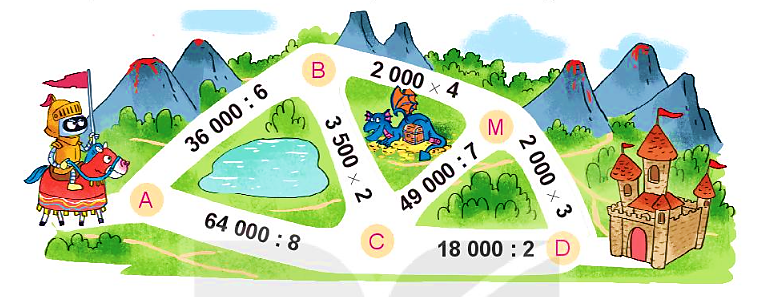 B
2 000 × 4
36 000 : 6
M
3 500 × 2
49 000 : 7
2 000 × 3
A
64 000 : 8
C
18 000 : 2
D